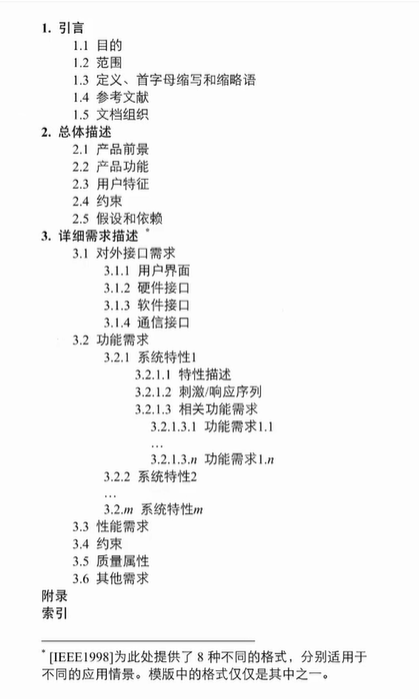 1. 引言
1.1 目的
1.2 范围
1.3 定义、首字母缩写和缩略语
1.4 参考文献
1.5 文档组织
2. 总体描述
2.1 产品前景
2.2 产品功能
2.3 用户特征
2.4 约束
2.5 假设和依赖
3. 详细需求描述 *
3.1 对外接口需求
3.1.1 用户界面
3.1.2 硬件接口
3.1.3 软件接口
3.1.4 通信接口
3.2 功能需求
3.2.1 系统特性1
3.2.1.1 特性描述
3.2.1.2 刺激/响应序列
3.2.1.3 相关功能需求
3.2.1.3.1 功能需求1.1
…
3.2.1.3.n 功能需求1.n
3.2.2 系统特性2
…
3.2.m 系统特性m
3.3 性能需求
3.4 约束
3.5 质量属性
3.6 其他需求
附录
索引
* [IEEE1998]为此处提供了 8 种不同的格式，分别适用于
不同的应用情景。模版中的格式仅仅是其中之一。